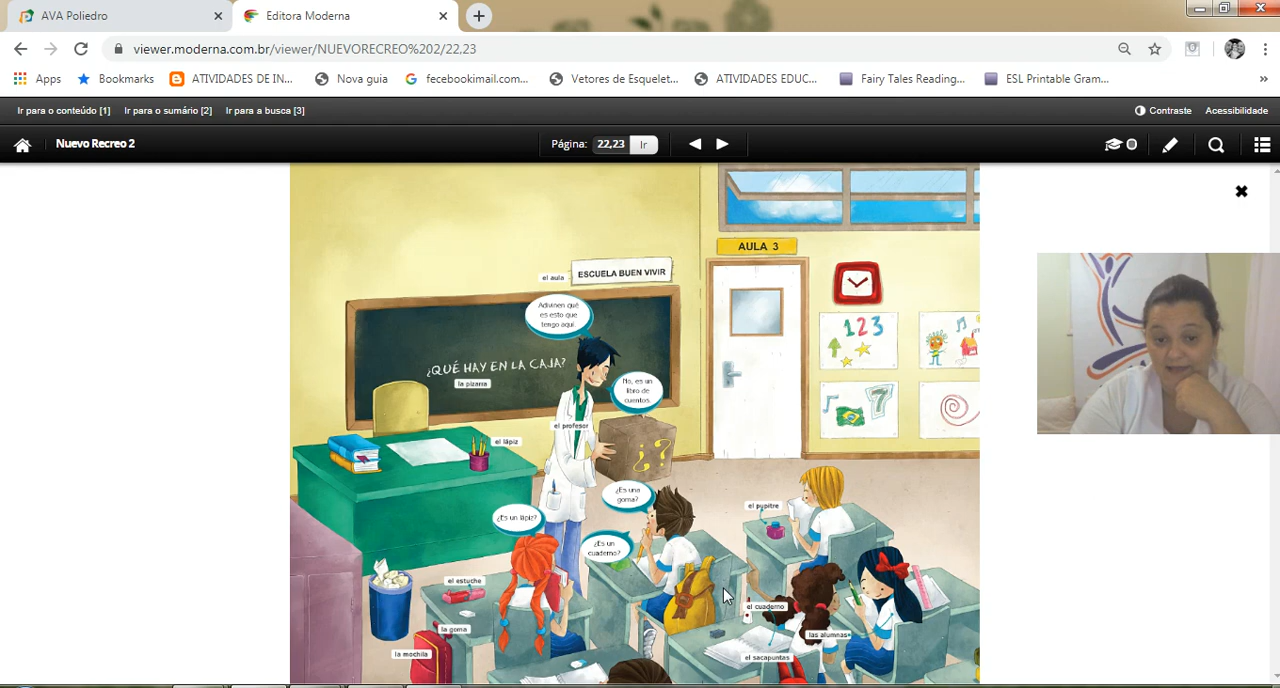 AVA Poliedro
Editora Moderna
viewer.moderna.com.br/viewer/NUEVORECREO%202/22,23
Apps
Bookmarks
ATIVIDADES DE IN...
Nova guia
fecebookimail.com...
Vetores de Esquelet...
ATIVIDADES EDUC...
Fairy Tales Reading...
ESL Printable Gram...
»
Ir para o conteúdo [1]
Ir para o sumário [2]
Ir para a busca [3]
Contraste
Acessibilidade
Nuevo Recreo 2
Página:
22,23
Ir
AULA 3
el aula
ESCUELA BUEN VIVIR
Adivinen qué
es esto que
tengo aquí.
¿QUÉ HAY EN LA CAJA?
la pizarra
No, es un
libro de
cuentos.
1 2 3
7
el profesor
el lápiz
¿?
¿Es una
goma?
¿Es un lápiz?
¿Es un
cuaderno?
el pupitre
el estuche
el cuaderno
la goma
las alumnas
la mochila
el sacapuntas